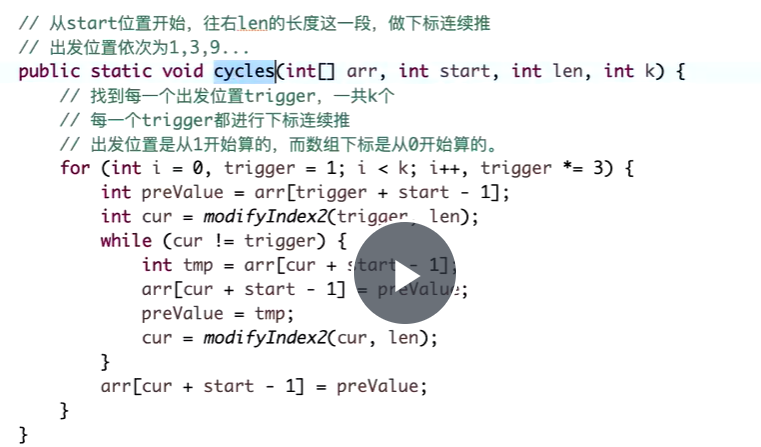 // 从start位置开始，往右len的长度这一段，做下标连续推
// 出发位置依次为1,3,9...
public static void cycles(int[] arr, int start, int len, int k) {
// 找到每一个出发位置trigger，一共k个
// 每一个trigger都进行下标连续推
// 出发位置是从1开始算的，而数组下标是从0开始算的。
for (int i = 0, trigger = 1; i < k; i++, trigger *= 3) {
int preValue = arr[trigger + start - 1];
int cur = modifyIndex2(trigger, len);
while (cur != trigger) {
int tmp = arr[cur + start - 1];
arr[cur + start - 1] = preValue;
preValue = tmp;
cur = modifyIndex2(cur, len);
}
arr[cur + start - 1] = preValue;
}
}